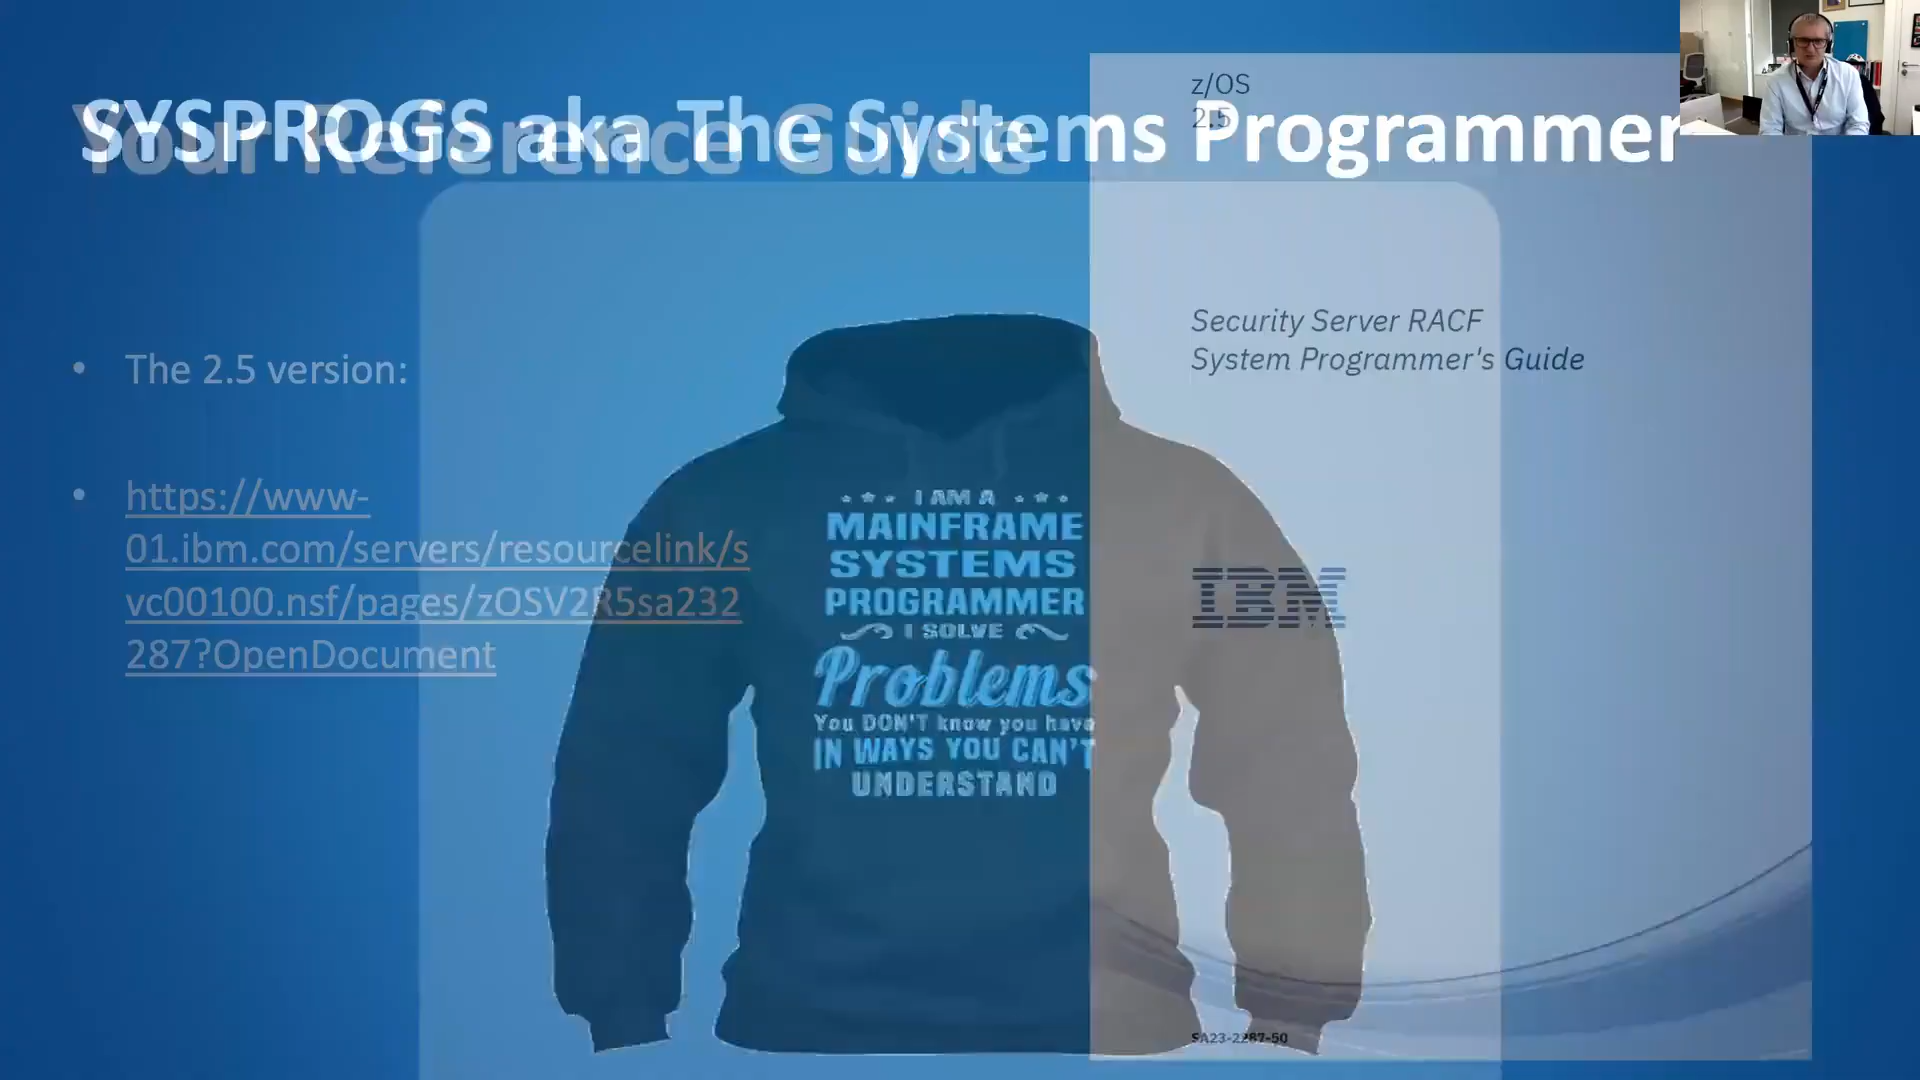 SYSPROGS aka The Systems Programmer
Your Reference Guide
• The 2.5 version:
• https://www-
01.ibm.com/servers/resourcelink/s
vc00100.nsf/pages/zOSV2R5sa232
287?OpenDocument
I AM A
MAINFRAME
SYSTEMS
PROGRAMMER
I SOLVE
Problems
You DON'T know you have
IN WAYS YOU CAN'T
UNDERSTAND
z/OS
2.5
Security Server RACF
System Programmer's Guide
IBM
SA23-2287-50